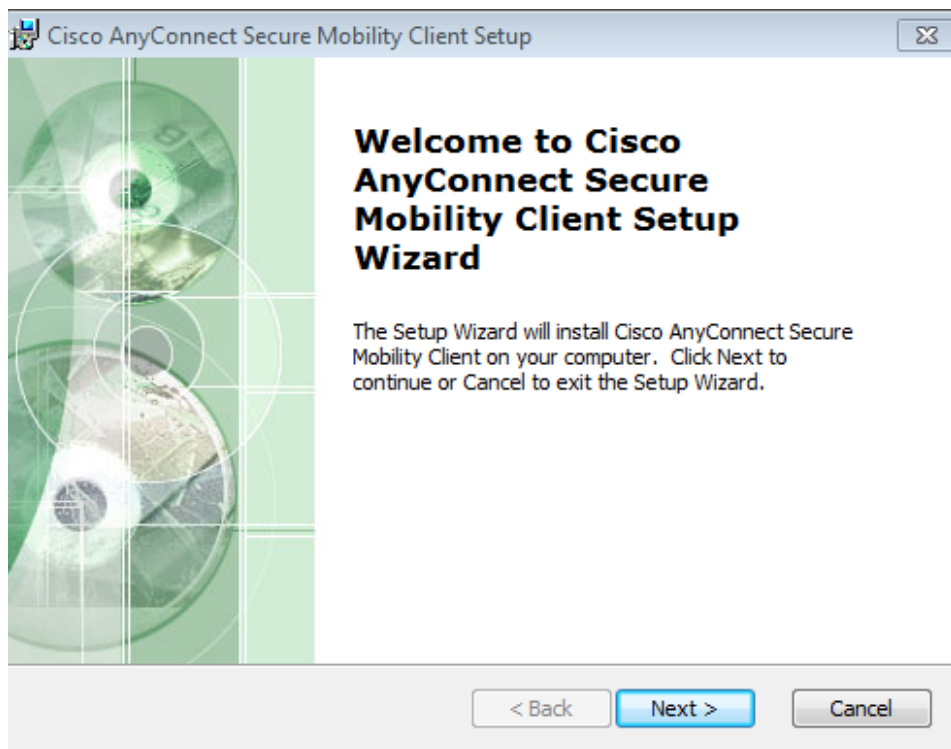 Cisco AnyConnect Secure Mobility Client Setup
Welcome to Cisco
AnyConnect Secure
Mobility Client Setup
Wizard
The Setup Wizard will install Cisco AnyConnect Secure
Mobility Client on your computer. Click Next to
continue or Cancel to exit the Setup Wizard.
< Back
Next >
Cancel